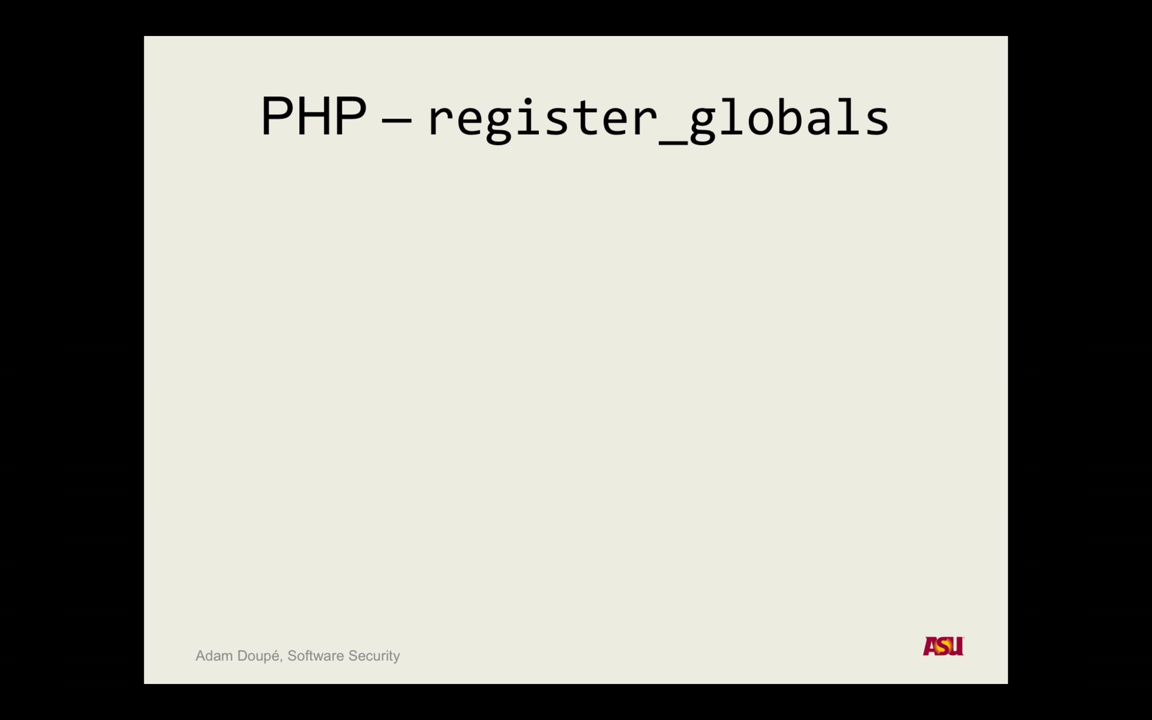 PHP – register_globals
Adam Doupé, Software Security
ASU